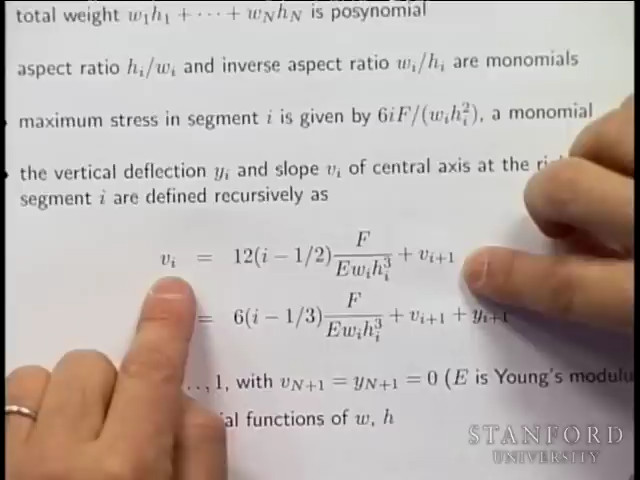 total weight w₁h₁ + ⋯ + w_N h_N is posynomial
aspect ratio hᵢ/wᵢ and inverse aspect ratio wᵢ/hᵢ are monomials
maximum stress in segment i is given by 6iF/(wᵢhᵢ²), a monomial
the vertical deflection yᵢ and slope vᵢ of central axis at the
segment i are defined recursively as
vᵢ = 12(i − 1/2) F/(Ewᵢhᵢ³) + vᵢ₊₁
= 6(i − 1/3) F/(Ewᵢhᵢ³) + vᵢ₊₁ + yᵢ₊₁
. . , 1, with v_{N+1} = y_{N+1} = 0 (E is Young's modulu
al functions of w, h
STANFORD
UNIVERSITY